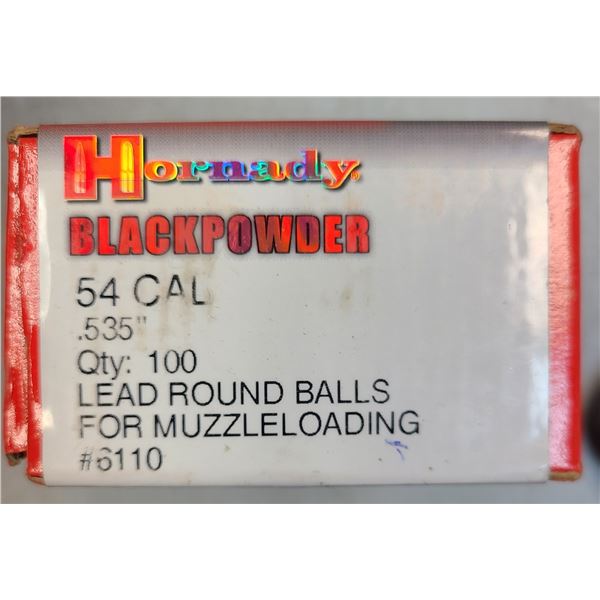 Hornady®
BLACKPOWDER
54 CAL
.535"
Qty: 100
LEAD ROUND BALLS
FOR MUZZLELOADING
#6110